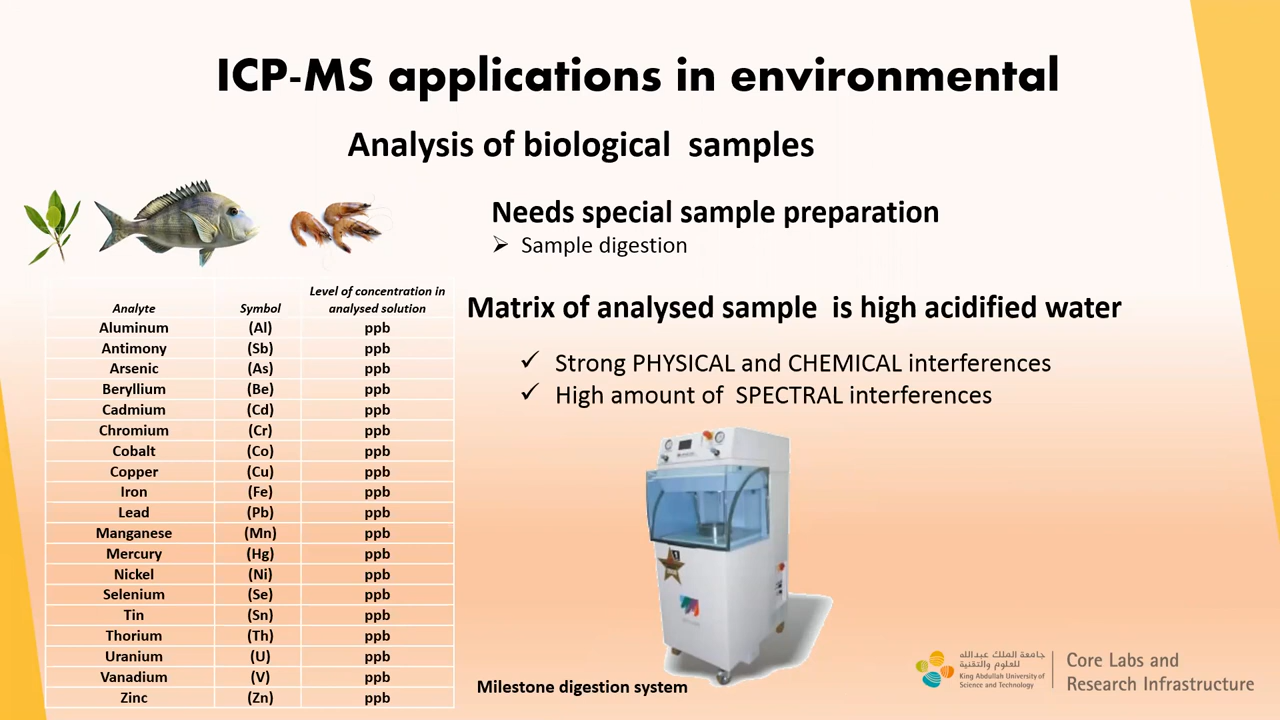 ICP-MS applications in environmental
Analysis of biological samples
Needs special sample preparation
➢ Sample digestion
Matrix of analysed sample is high acidified water
✓ Strong PHYSICAL and CHEMICAL interferences
✓ High amount of SPECTRAL interferences
Analyte Symbol Level of concentration in
analysed solution
Aluminum (Al) ppb
Antimony (Sb) ppb
Arsenic (As) ppb
Beryllium (Be) ppb
Cadmium (Cd) ppb
Chromium (Cr) ppb
Cobalt (Co) ppb
Copper (Cu) ppb
Iron (Fe) ppb
Lead (Pb) ppb
Manganese (Mn) ppb
Mercury (Hg) ppb
Nickel (Ni) ppb
Selenium (Se) ppb
Tin (Sn) ppb
Thorium (Th) ppb
Uranium (U) ppb
Vanadium (V) ppb
Zinc (Zn) ppb
Milestone digestion system
جامعة الملك عبدالله
للعلوم والتقنية
King Abdullah University of
Science and Technology
Core Labs and
Research Infrastructure